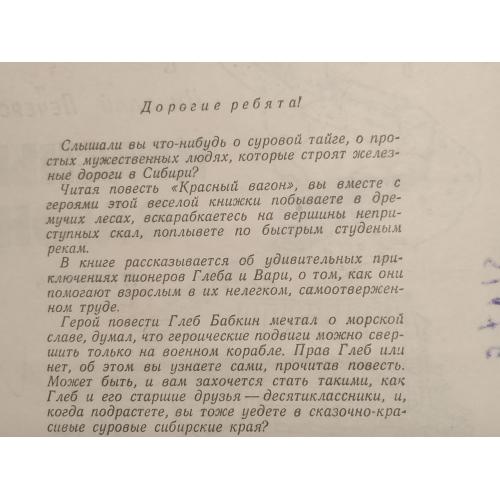 Дорогие ребята!
Слышали вы что-нибудь о суровой тайге, о про-
стых мужественных людях, которые строят желез-
ные дороги в Сибири?
Читая повесть «Красный вагон», вы вместе с
героями этой веселой книжки побываете в дре-
мучих лесах, вскарабкаетесь на вершины непри-
ступных скал, поплывете по быстрым студеным
рекам.
В книге рассказывается об удивительных при-
ключениях пионеров Глеба и Вари, о том, как они
помогают взрослым в их нелегком, самоотвержен-
ном труде.
Герой повести Глеб Бабкин мечтал о морской
славе, думал, что героические подвиги можно свер-
шить только на военном корабле. Прав Глеб или
нет, об этом вы узнаете сами, прочитав повесть.
Может быть, и вам захочется стать такими, как
Глеб и его старшие друзья — десятиклассники, и,
когда подрастете, вы тоже уедете в сказочно-кра-
сивые суровые сибирские края?